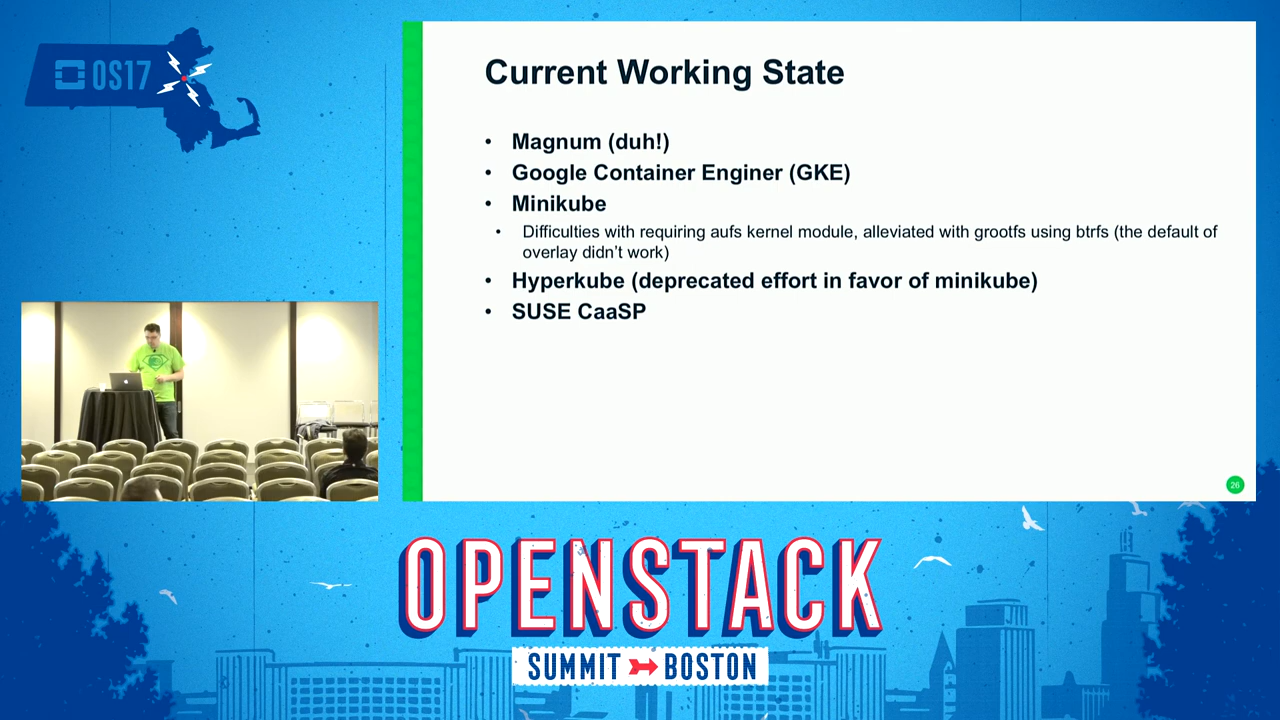 OS17
Current Working State
• Magnum (duh!)
• Google Container Enginer (GKE)
• Minikube
• Difficulties with requiring aufs kernel module, alleviated with grootfs using btrfs (the default of
overlay didn’t work)
• Hyperkube (deprecated effort in favor of minikube)
• SUSE CaaSP
26
OPENSTACK
SUMMIT BOSTON